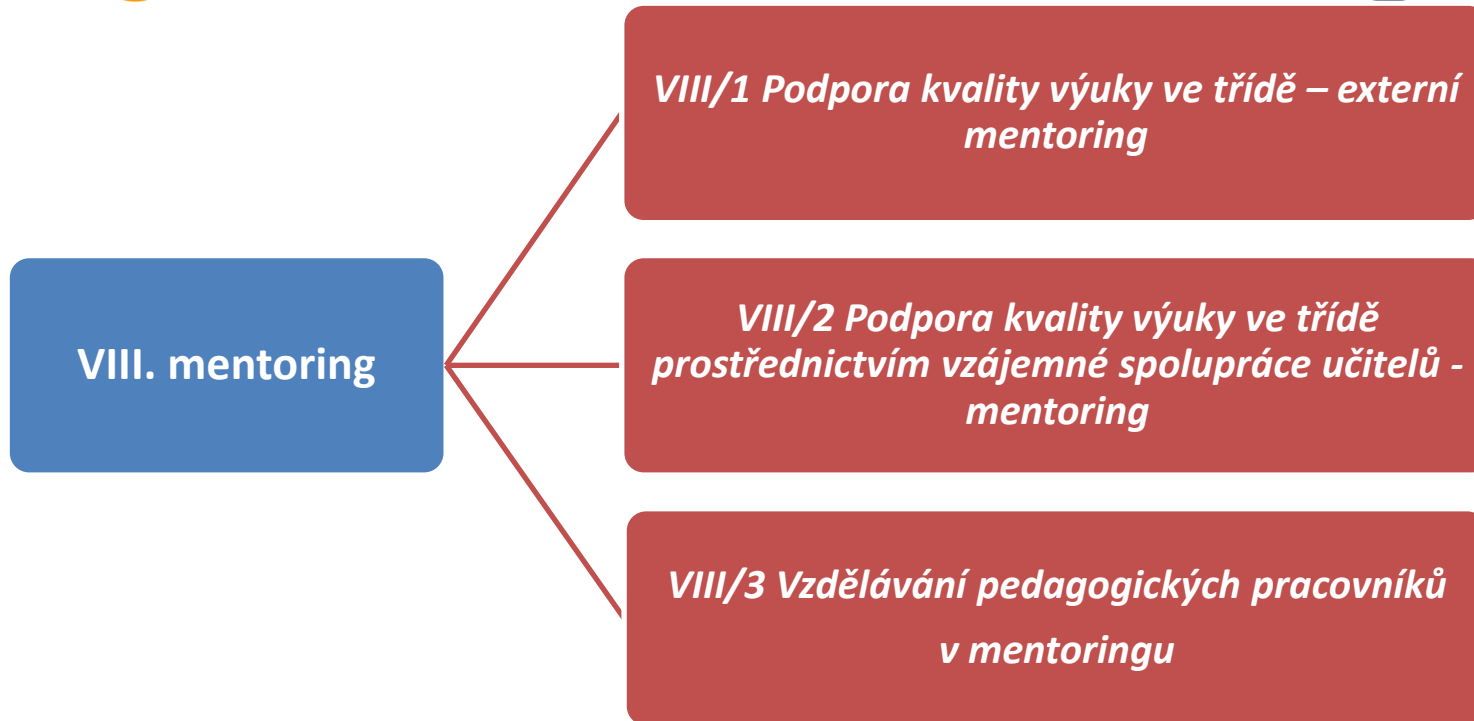 VIII. mentoring
VIII/1 Podpora kvality výuky ve třídě – externí
mentoring
VIII/2 Podpora kvality výuky ve třídě
prostřednictvím vzájemné spolupráce učitelů -
mentoring
VIII/3 Vzdělávání pedagogických pracovníků
v mentoringu